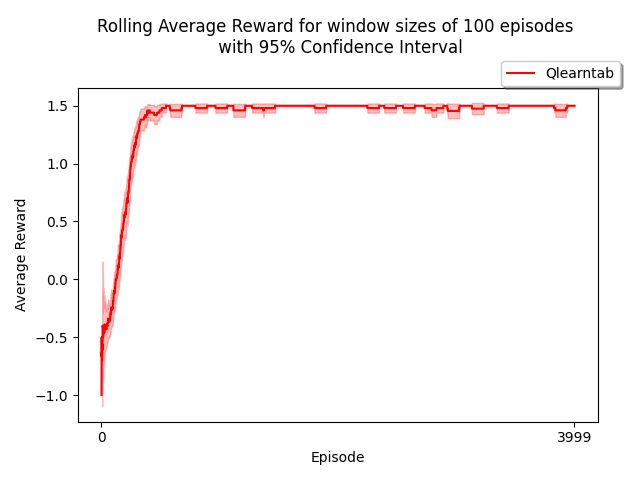 Rolling Average Reward for window sizes of 100 episodes
with 95% Confidence Interval
Qlearntab
1.5
1.0
0.5
0.0
−0.5
−1.0
Average Reward
0
3999
Episode